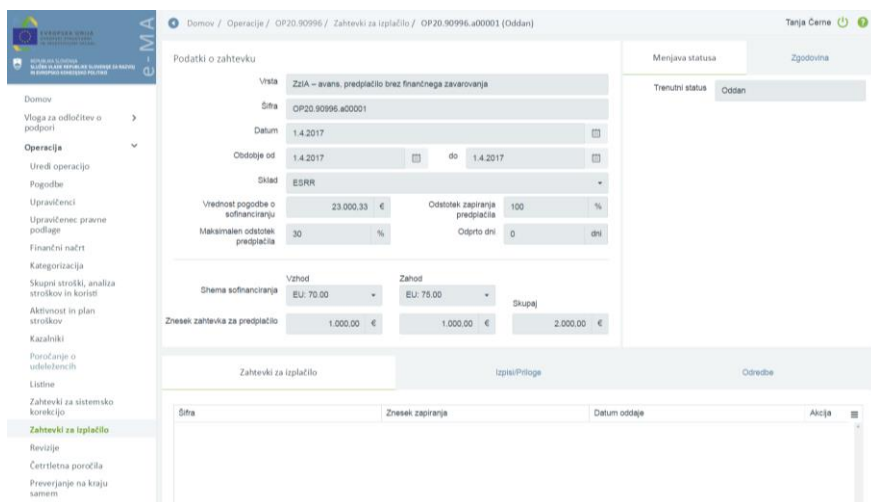 EVROPSKA UNIJA
REPUBLIKA SLOVENIJA
SLUŽBA VLADE REPUBLIKE SLOVENIJE ZA RAZVOJ
IN EVROPSKO KOHEZIJSKO POLITIKO
e-MA
Domov / Operacije / OP20.90996 / Zahtevki za izplačilo / OP20.90996.a00001 (Oddan)
Tanja Černe
Domov
Vloga za odločitev o
podpori
Operacija
Uredi operacijo
Pogodbe
Upravičenci
Upravičenec pravne
podlage
Finančni načrt
Kategorizacija
Skupni stroški, analiza
stroškov in koristi
Aktivnost in plan
stroškov
Kazalniki
Poročanje o
udeležencih
Listine
Zahtevki za sistemsko
korekcijo
Zahtevki za izplačilo
Revizije
Četrtletna poročila
Preverjanje na kraju
samem
Podatki o zahtevku
Vrsta ZzIA – avans. predplačilo brez finančnega zavarovanja
Šifra OP20.90996.a00001
Datum 1.4.2017
Obdobje od 1.4.2017 do 1.4.2017
Sklad ESRR
Vrednost pogodbe o
sofinanciranju 23.000,33 € Odstotek zapiranja
predplačila 100 %
Maksimalen odstotek
predplačila 30 % Odprto dni 0 dni
Vzhod Zahod
Shema sofinanciranja EU: 70.00 EU: 75.00
Skupaj
Znesek zahtevka za predplačilo 1.000,00 € 1.000,00 € 2.000,00 €
Menjava statusa Zgodovina
Trenutni status Oddan
Zahtevki za izplačilo Izpisi/Priloge Odredbe
Šifra Znesek zapiranja Datum oddaje Akcija